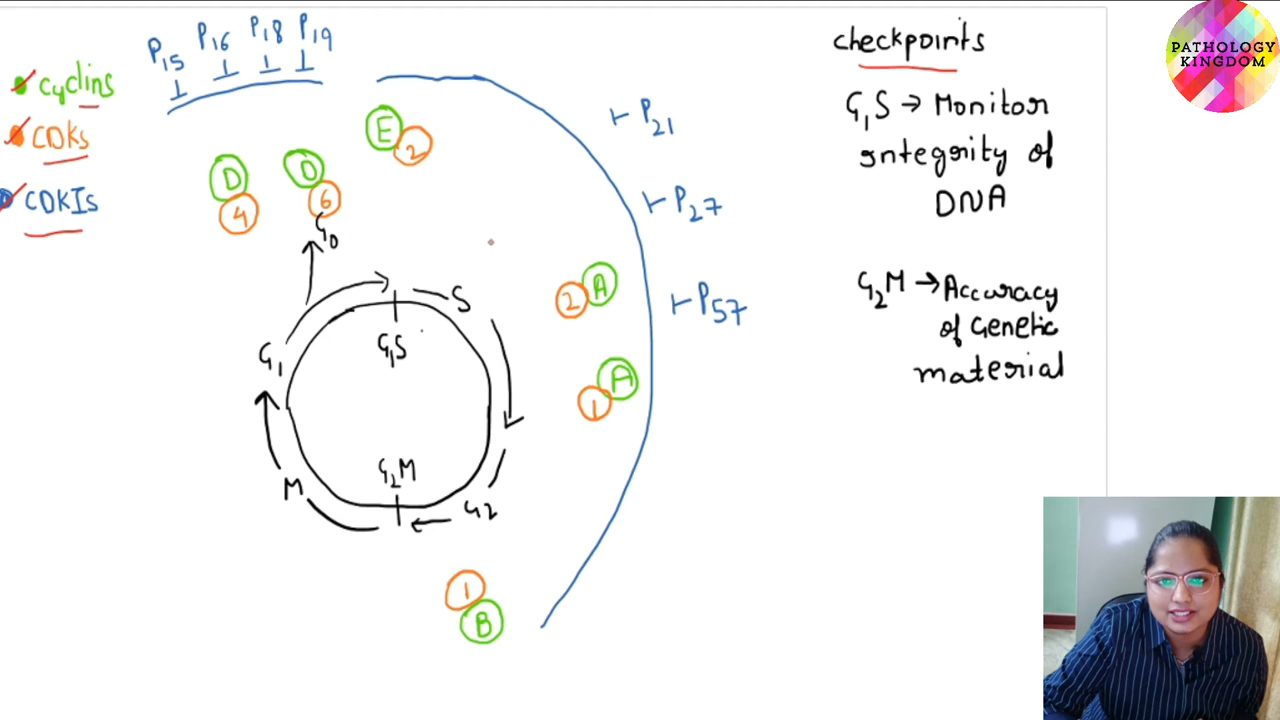 P15 P16 P18 P19
Cyclins
CDKs
CDKIs
D
4
D
6
E
2
P21
P27
P57
2 A
A
1
1
B
G0
S
G1
G1S
G2M
M
G2
checkpoints
G1S → Monitor
integrity of
DNA
G2M → Accuracy
of Genetic
material
PATHOLOGY
KINGDOM